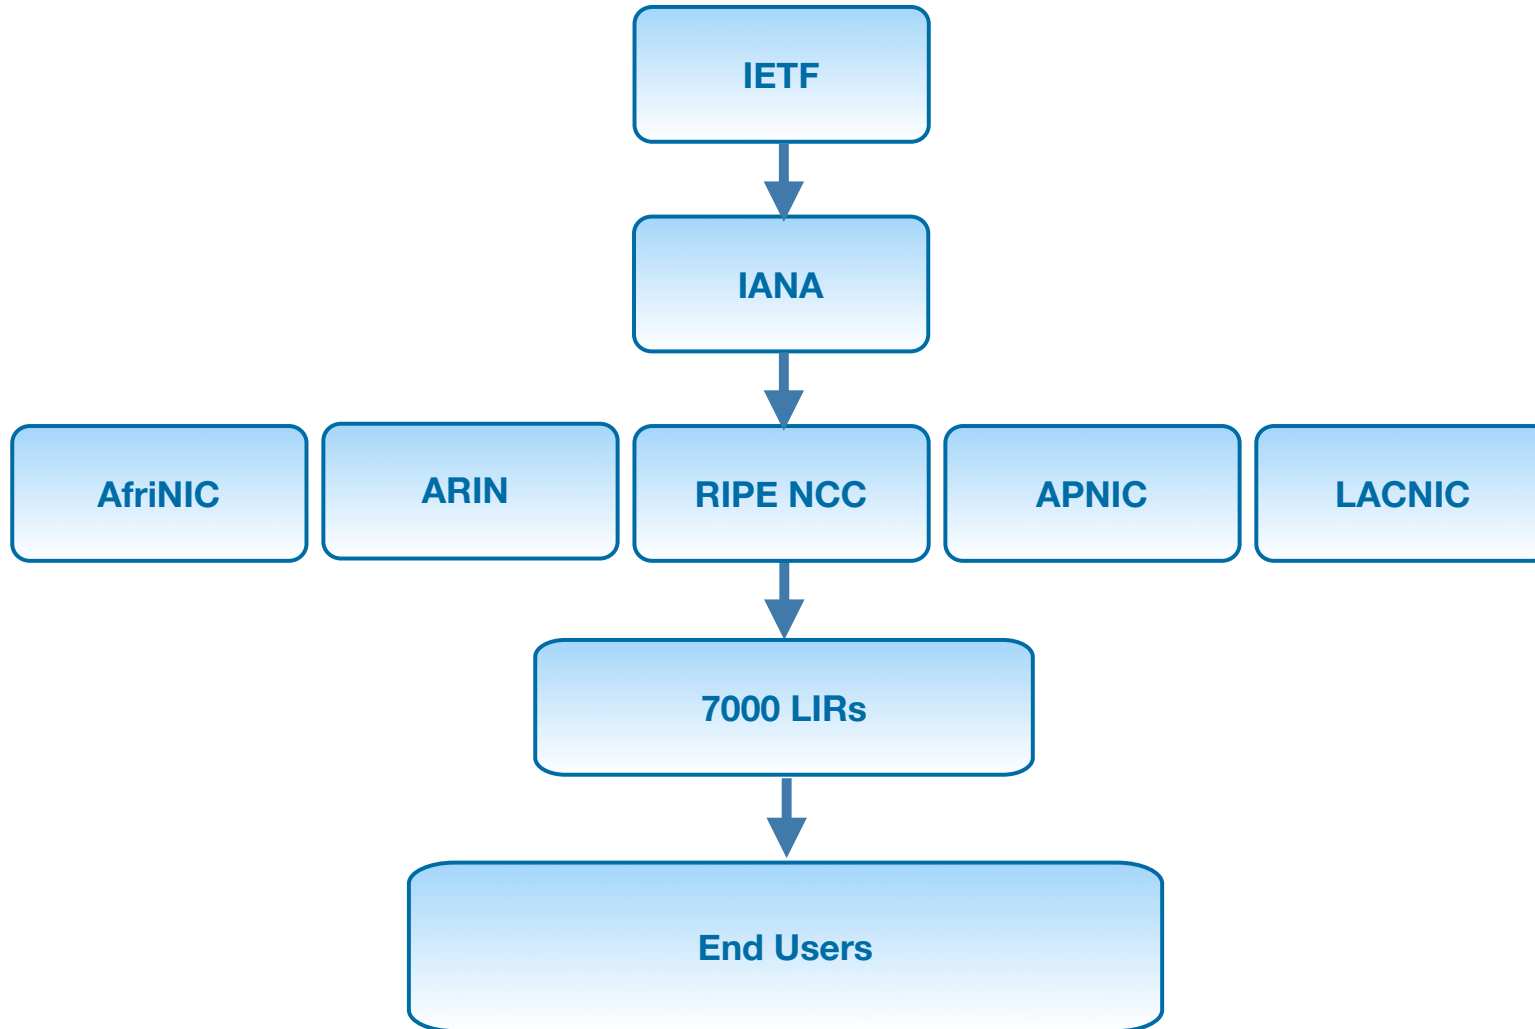 IETF
IANA
AfriNIC
ARIN
RIPE NCC
APNIC
LACNIC
7000 LIRs
End Users